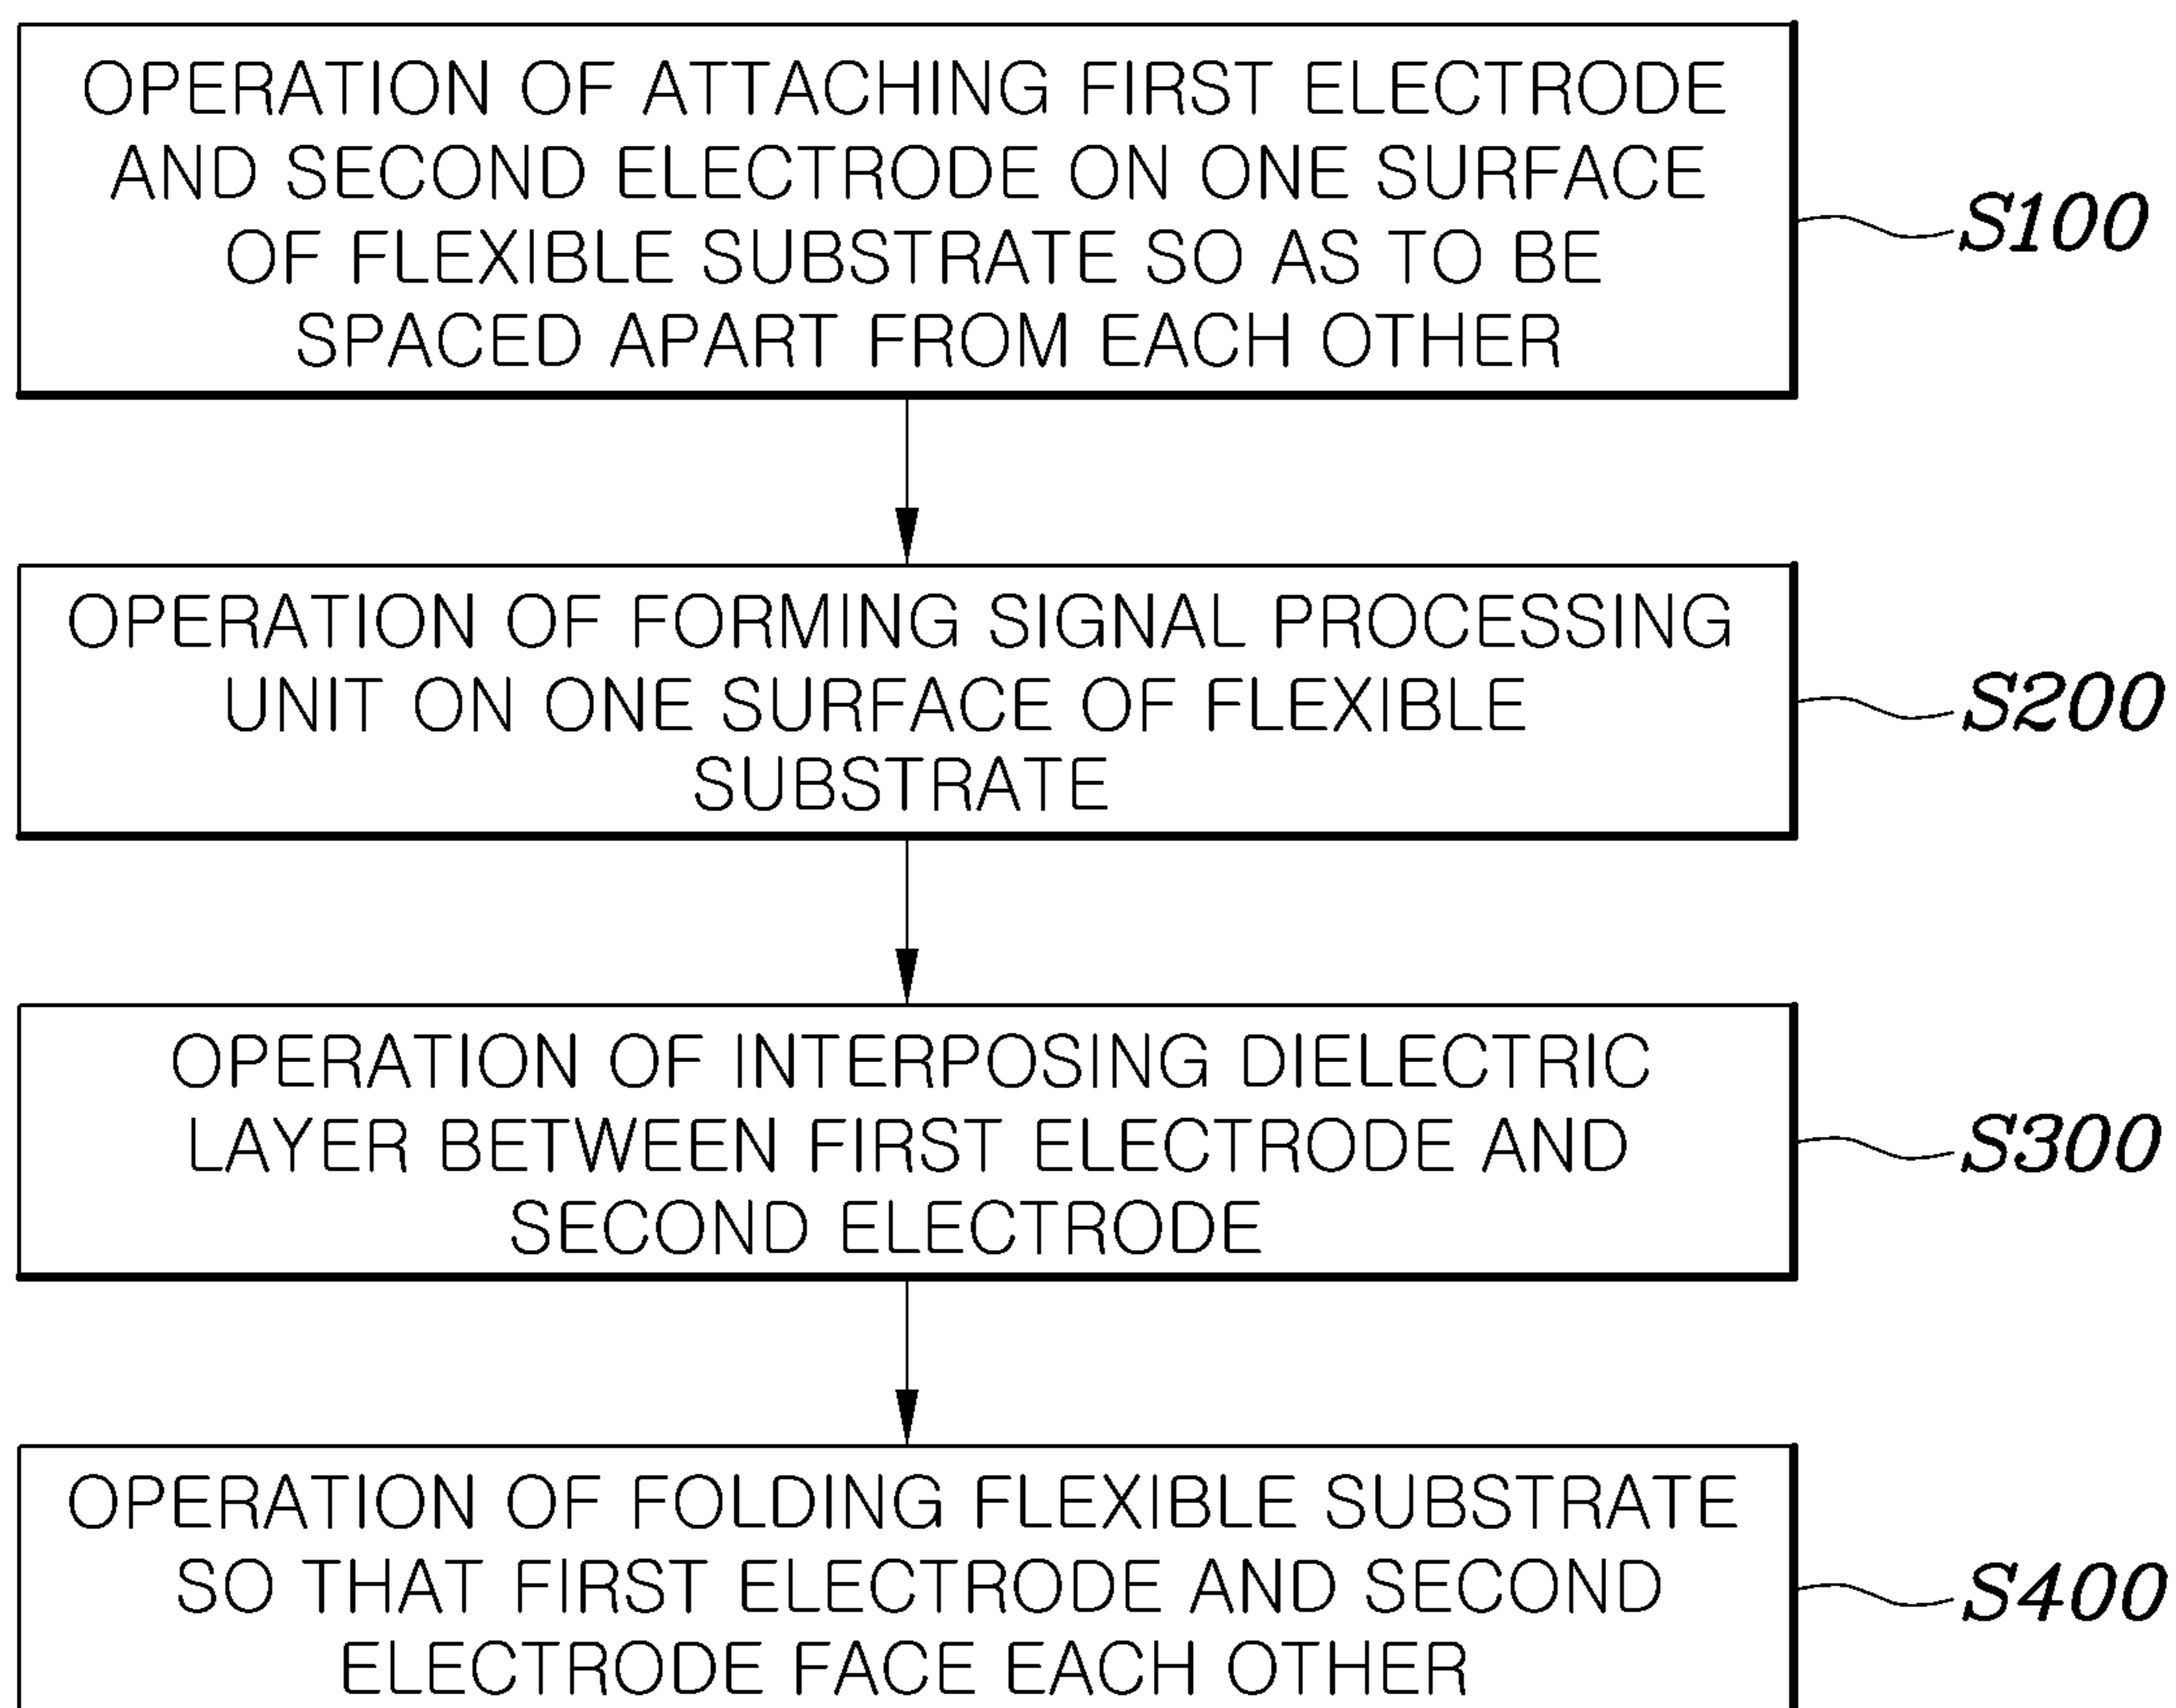 OPERATION OF ATTACHING FIRST ELECTRODE
AND SECOND ELECTRODE ON ONE SURFACE
OF FLEXIBLE SUBSTRATE SO AS TO BE
SPACED APART FROM EACH OTHER
S100
OPERATION OF FORMING SIGNAL PROCESSING
UNIT ON ONE SURFACE OF FLEXIBLE
SUBSTRATE
S200
OPERATION OF INTERPOSING DIELECTRIC
LAYER BETWEEN FIRST ELECTRODE AND
SECOND ELECTRODE
S300
OPERATION OF FOLDING FLEXIBLE SUBSTRATE
SO THAT FIRST ELECTRODE AND SECOND
ELECTRODE FACE EACH OTHER
S400